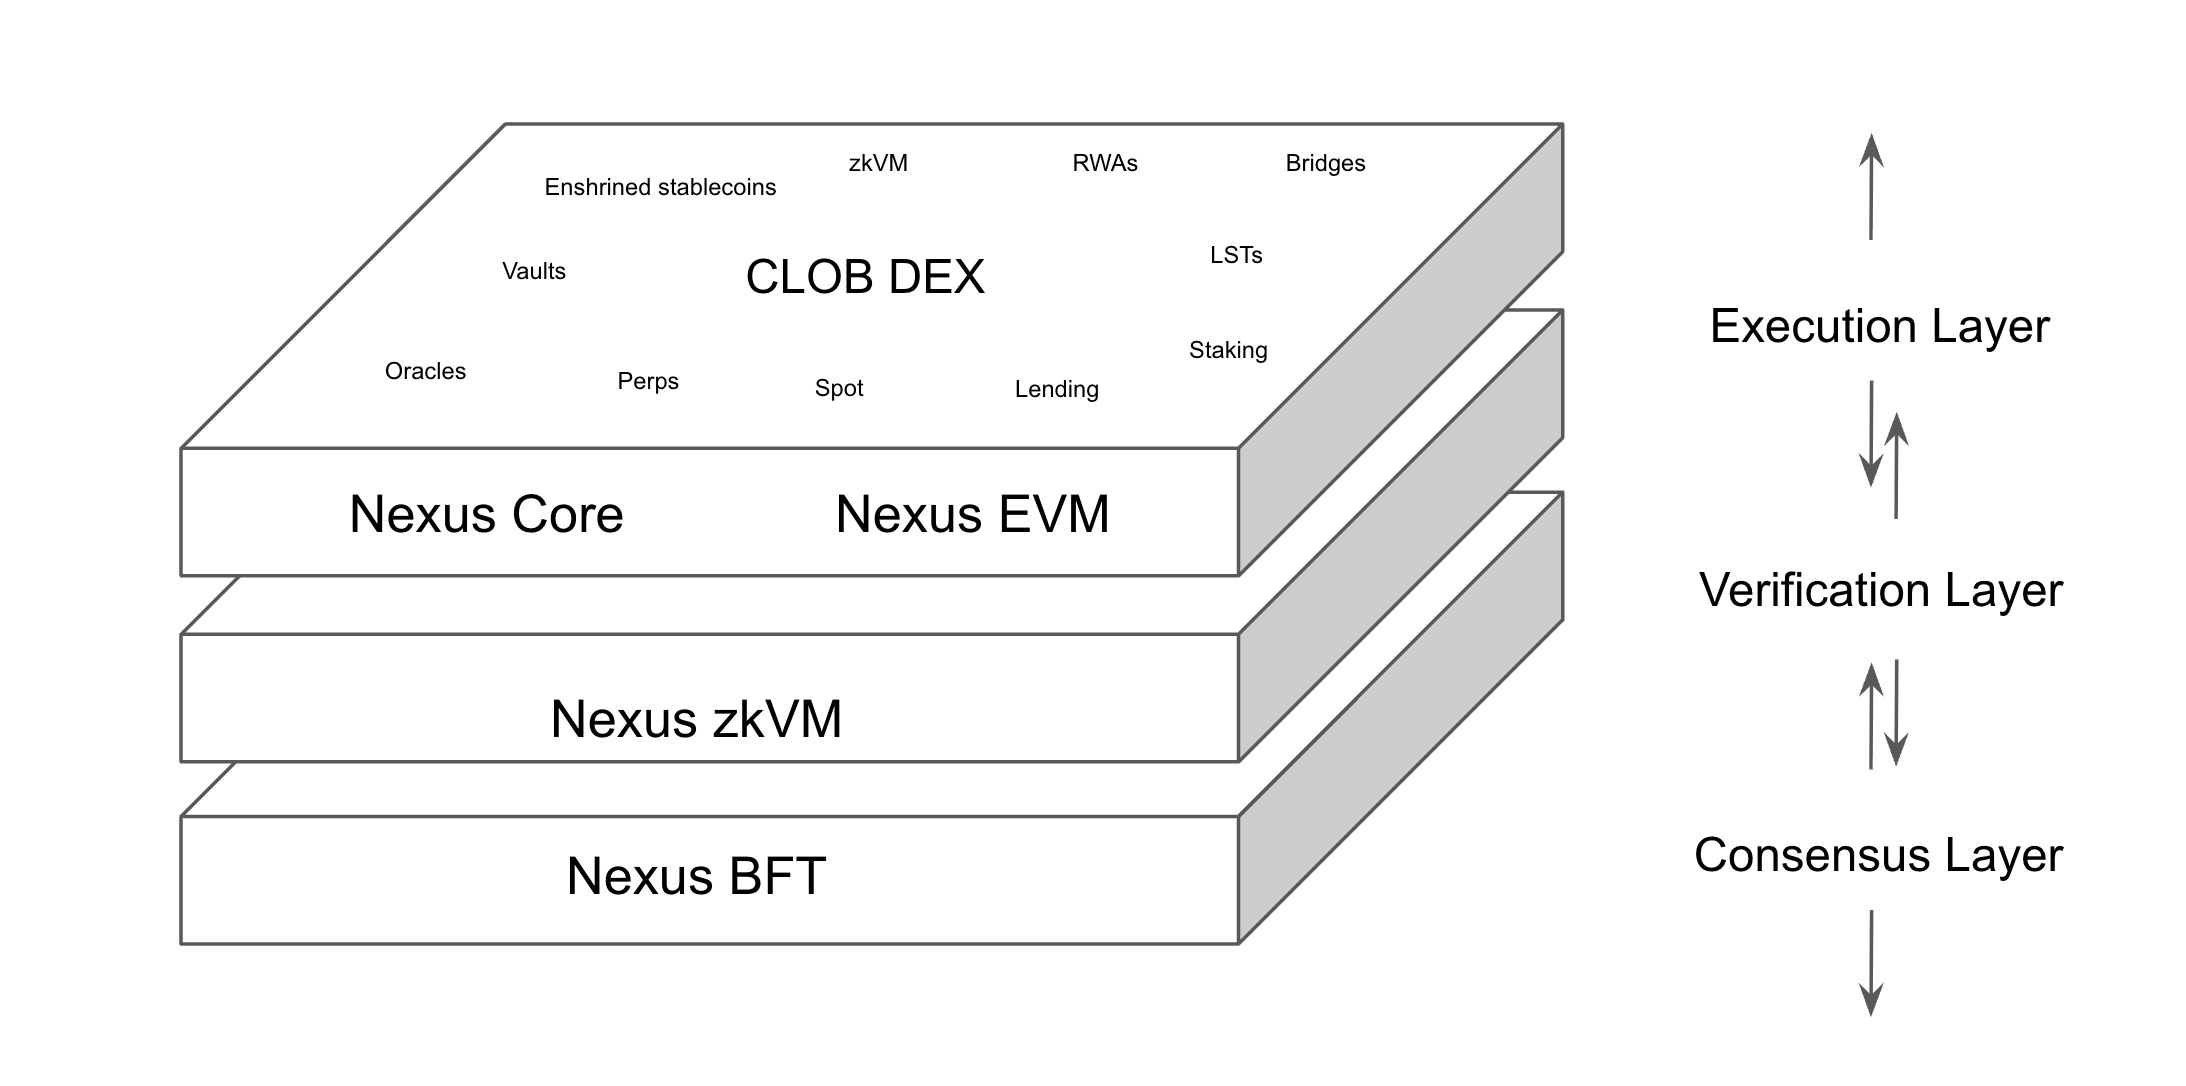 zkVM
RWAs
Bridges
Enshrined stablecoins
LSTs
Vaults
CLOB DEX
Execution Layer
Staking
Oracles
Perps
Spot
Lending
Nexus Core
Nexus EVM
Verification Layer
Nexus zkVM
Consensus Layer
Nexus BFT